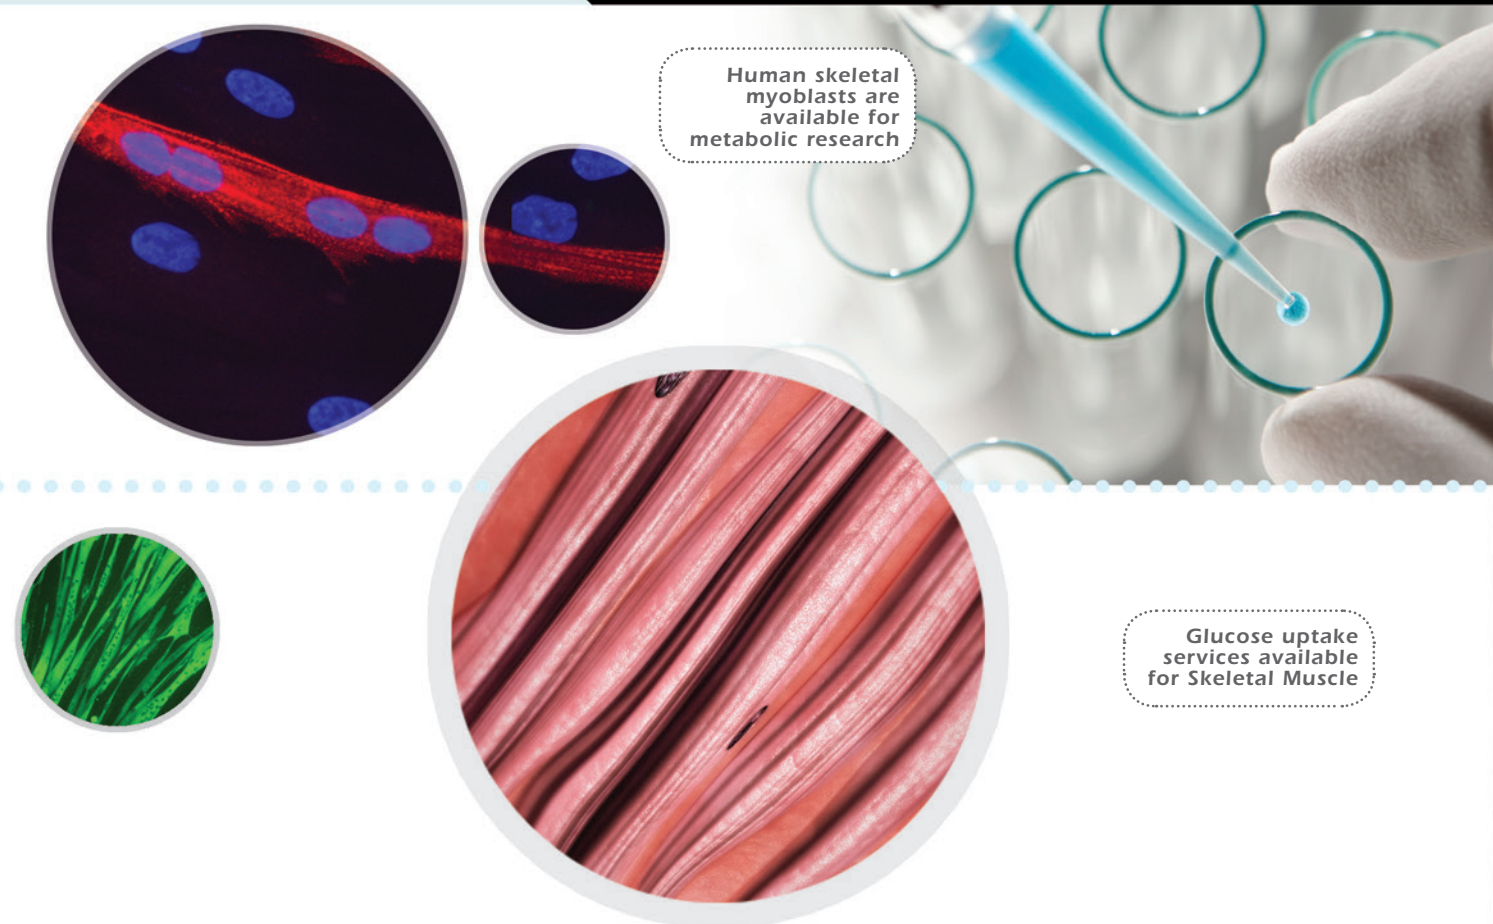 Human skeletal
myoblasts are
available for
metabolic research
Glucose uptake
services available
for Skeletal Muscle